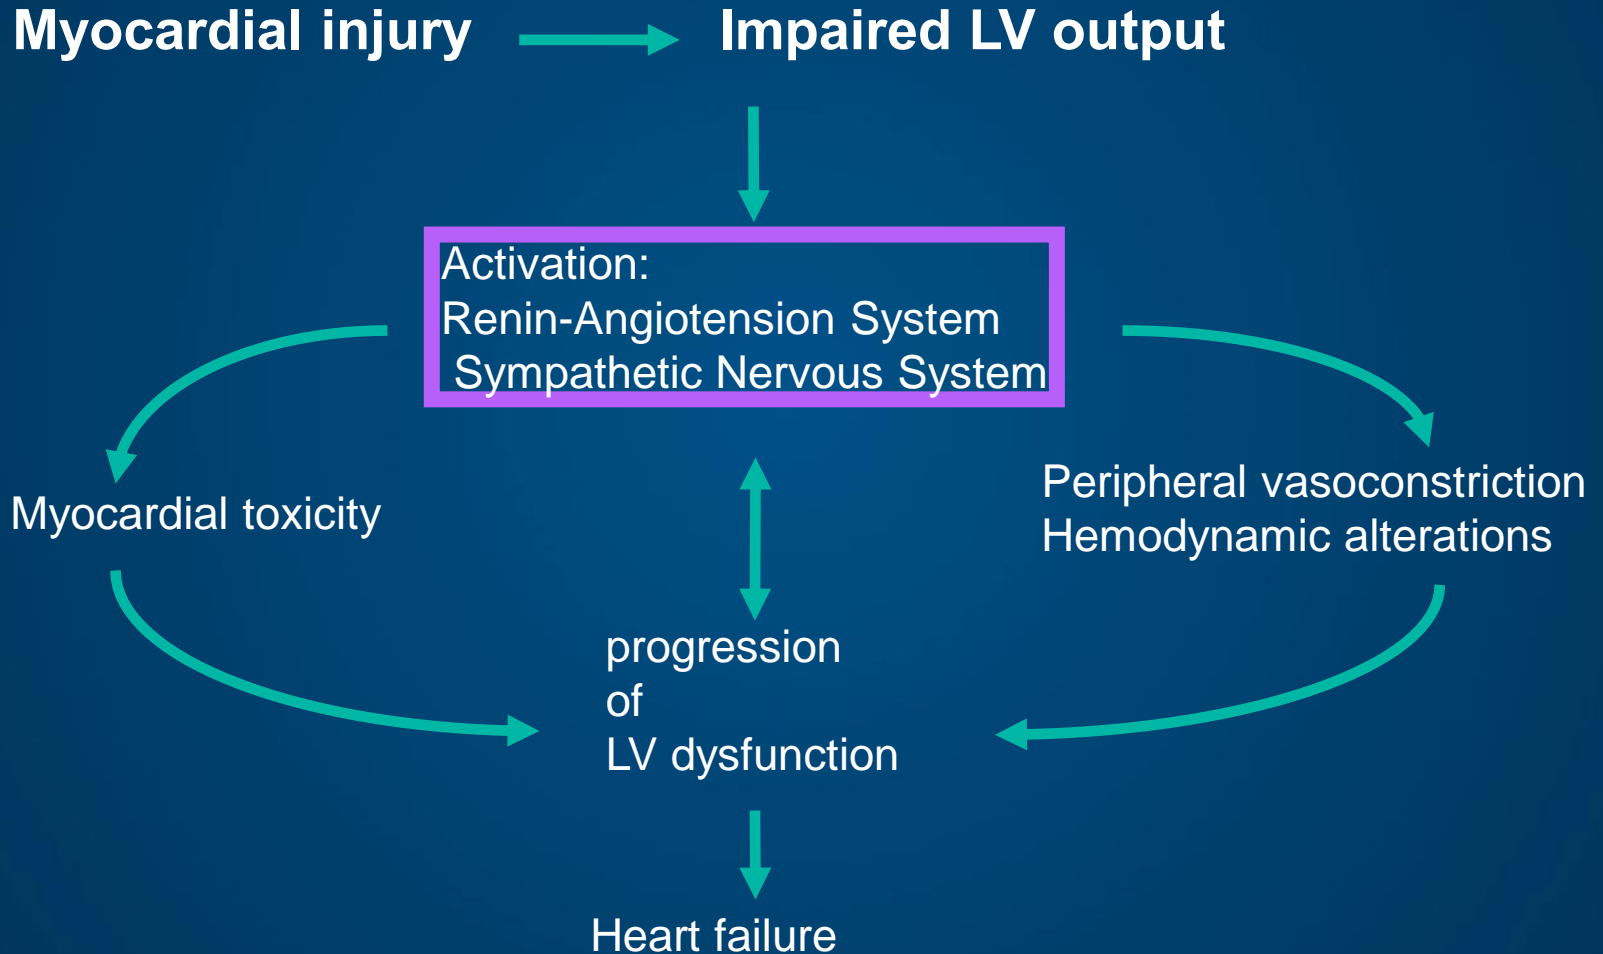 Myocardial injury
Impaired LV output
Activation:
Renin-Angiotension System
Sympathetic Nervous System
Myocardial toxicity
Peripheral vasoconstriction
Hemodynamic alterations
progression
of
LV dysfunction
Heart failure